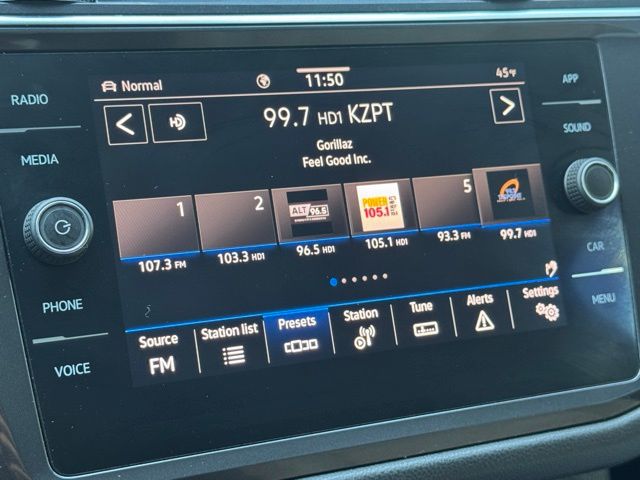 RADIO
MEDIA
PHONE
VOICE
Normal
11:50
45°F
99.7 HD1 KZPT
HD
Gorillaz
Feel Good Inc.
1
2
ALT 96.5
POWER 105.1
5
107.3 FM
103.3 HD1
96.5 HD1
105.1 HD1
93.3 FM
99.7 HD1
Source
FM
Station list
Presets
Station
Tune
Alerts
Settings
APP
SOUND
CAR
MENU